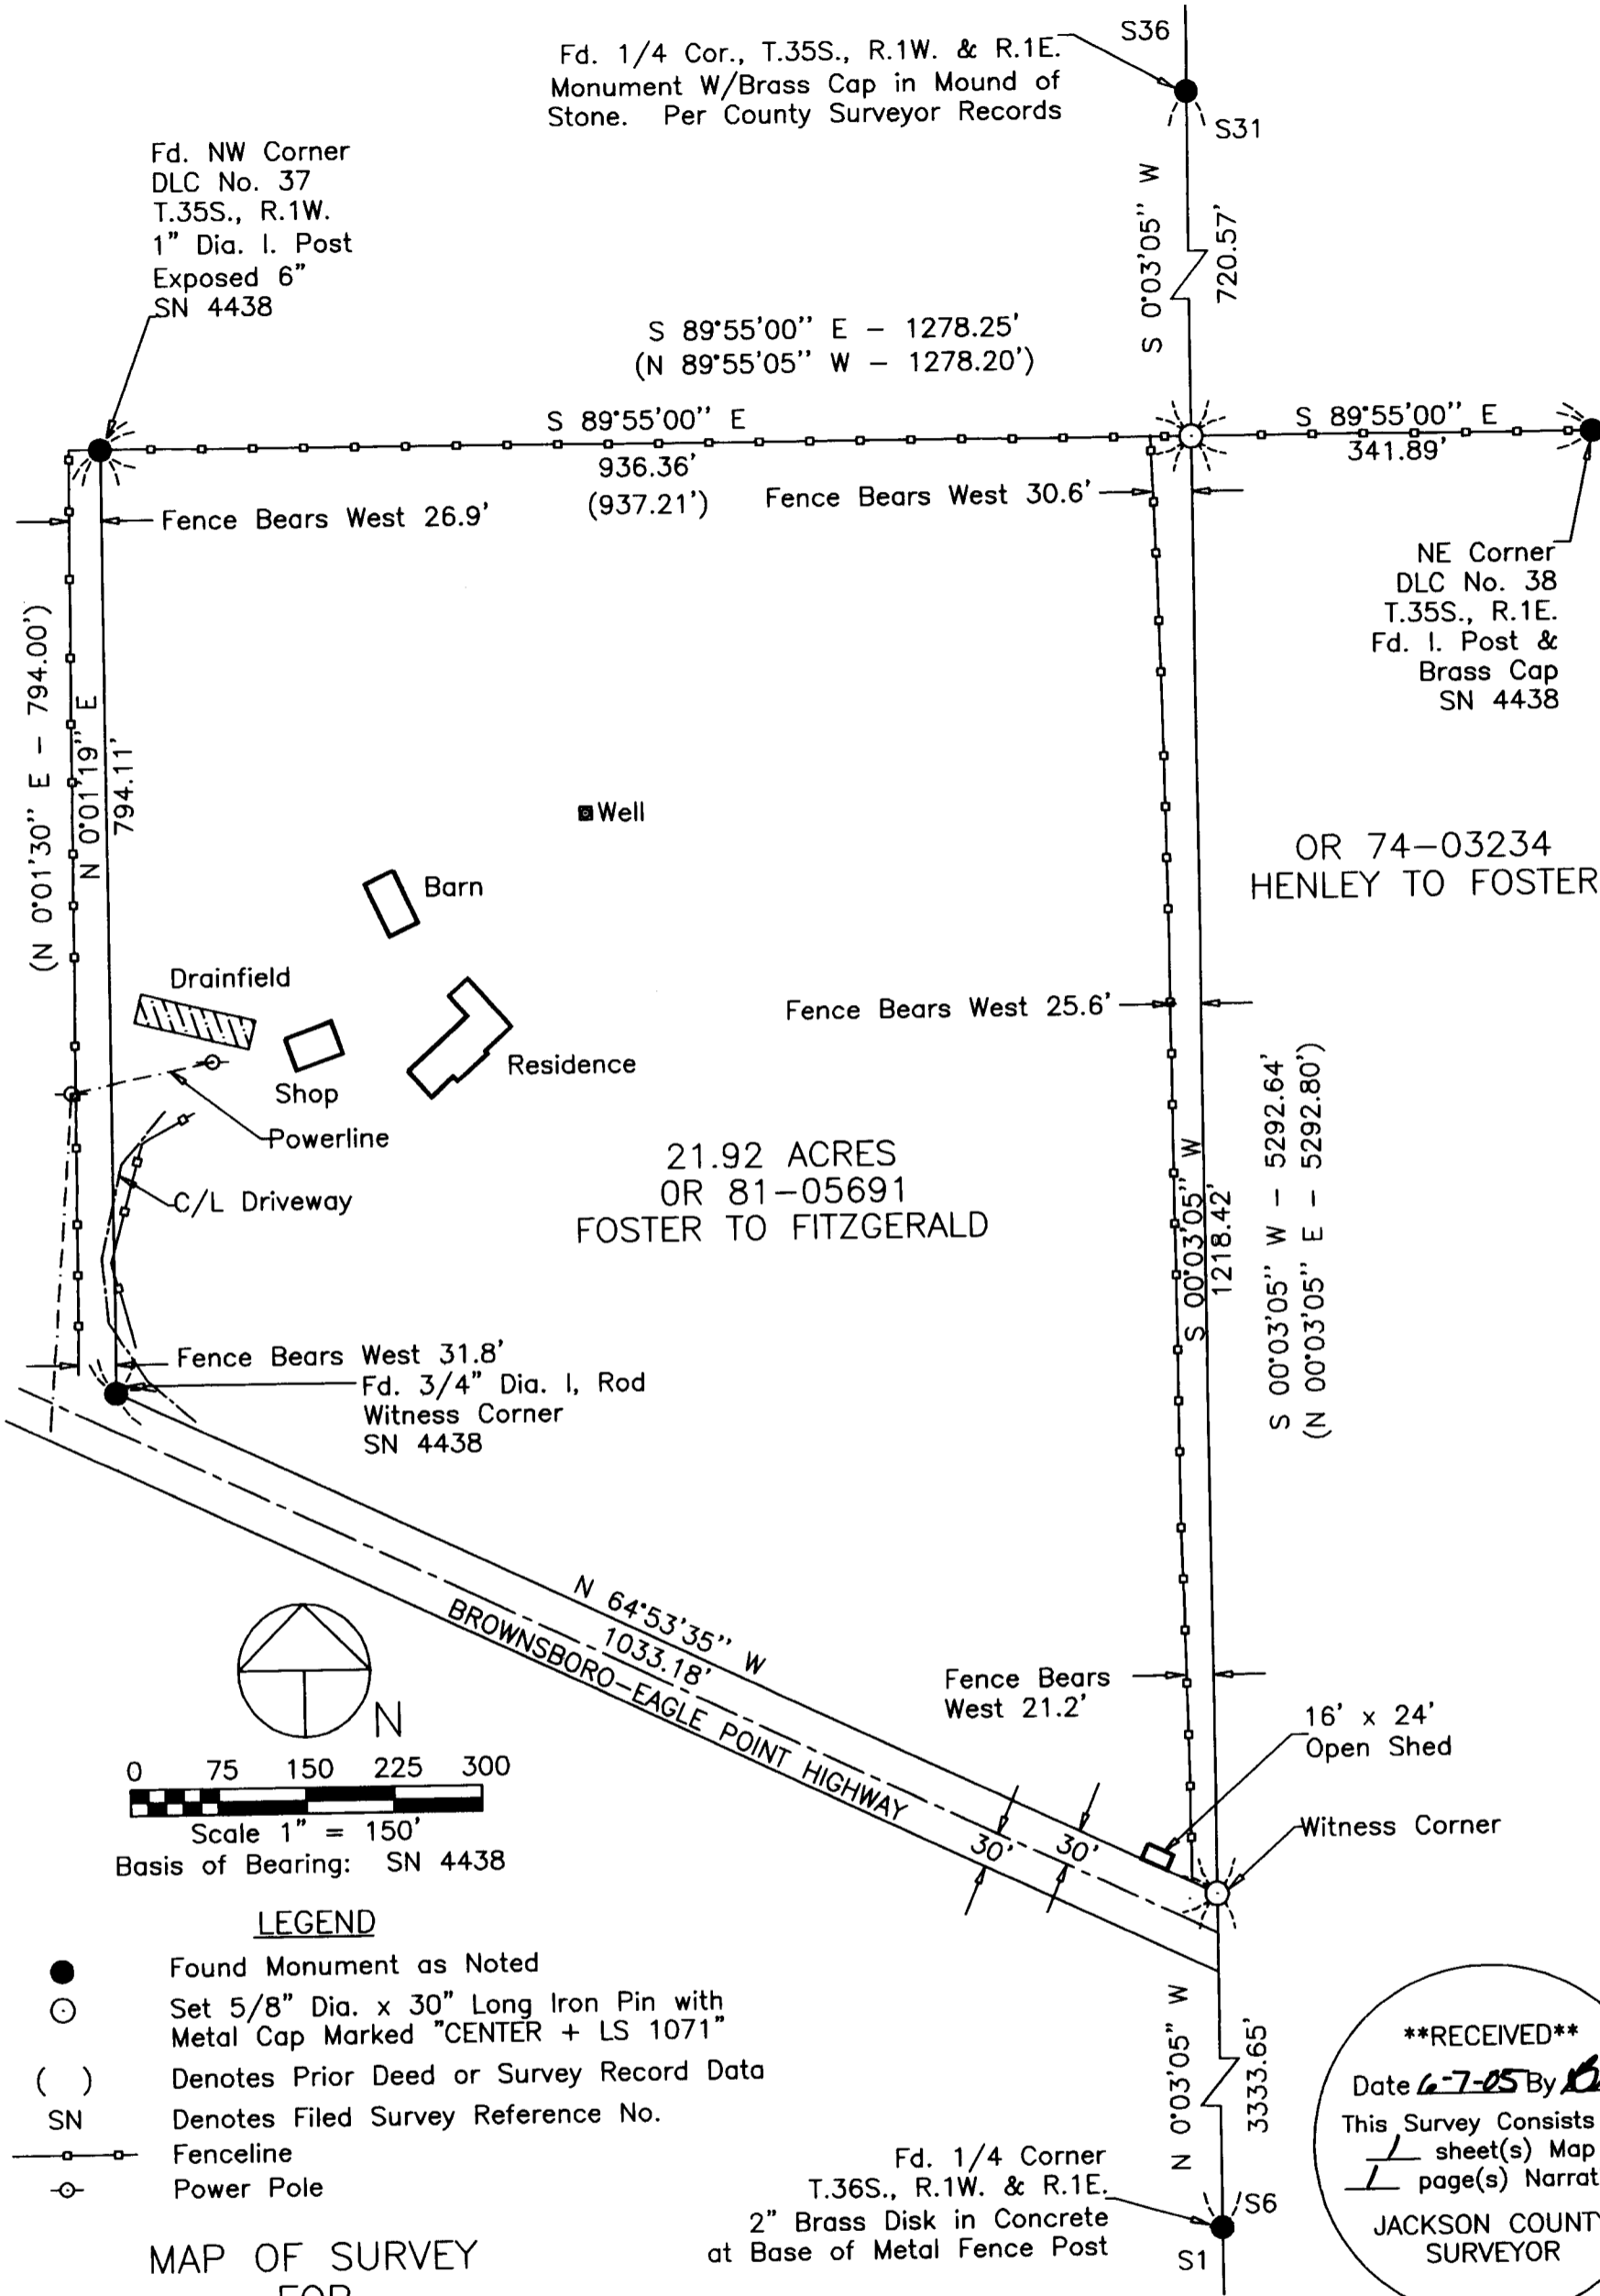 S36
Fd. 1/4 Cor., T.35S., R.1W. & R.1E.
Monument W/Brass Cap in Mound of
Stone. Per County Surveyor Records
S31
Fd. NW Corner
DLC No. 37
T.35S., R.1W.
1" Dia. I. Post
Exposed 6"
SN 4438
S 0°03'05" W
720.57'
S 89°55'00" E - 1278.25'
(N 89°55'05" W - 1278.20')
S 89°55'00" E
936.36'
(937.21')
S 89°55'00" E
341.89'
Fence Bears West 26.9'
Fence Bears West 30.6'
NE Corner
DLC No. 38
T.35S., R.1E.
Fd. I. Post &
Brass Cap
SN 4438
(N 0°01'30" E - 794.00')
N 0°01'19" E
794.11'
Well
Barn
OR 74-03234
HENLEY TO FOSTER
Drainfield
Fence Bears West 25.6'
Residence
Shop
Powerline
C/L Driveway
21.92 ACRES
OR 81-05691
FOSTER TO FITZGERALD
S 00°03'05" W
1218.42'
S 00°03'05" W - 5292.64'
(N 00°03'05" E - 5292.80')
Fence Bears West 31.8'
Fd. 3/4" Dia. I, Rod
Witness Corner
SN 4438
N 64°53'35" W
1033.18'
BROWNSBORO-EAGLE POINT HIGHWAY
30'
30'
Fence Bears
West 21.2'
16' x 24'
Open Shed
Witness Corner
N
0 75 150 225 300
Scale 1" = 150'
Basis of Bearing: SN 4438
LEGEND
Found Monument as Noted
Set 5/8" Dia. x 30" Long Iron Pin with
Metal Cap Marked "CENTER + LS 1071"
( ) Denotes Prior Deed or Survey Record Data
SN Denotes Filed Survey Reference No.
Fenceline
Power Pole
N 0°03'05" W
3333.65'
Fd. 1/4 Corner
T.36S., R.1W. & R.1E.
2" Brass Disk in Concrete
at Base of Metal Fence Post
S6
S1
**RECEIVED**
Date 6-7-05 By
This Survey Consists
1 sheet(s) Map
1 page(s) Narrat
JACKSON COUNTY
SURVEYOR
MAP OF SURVEY
FOR